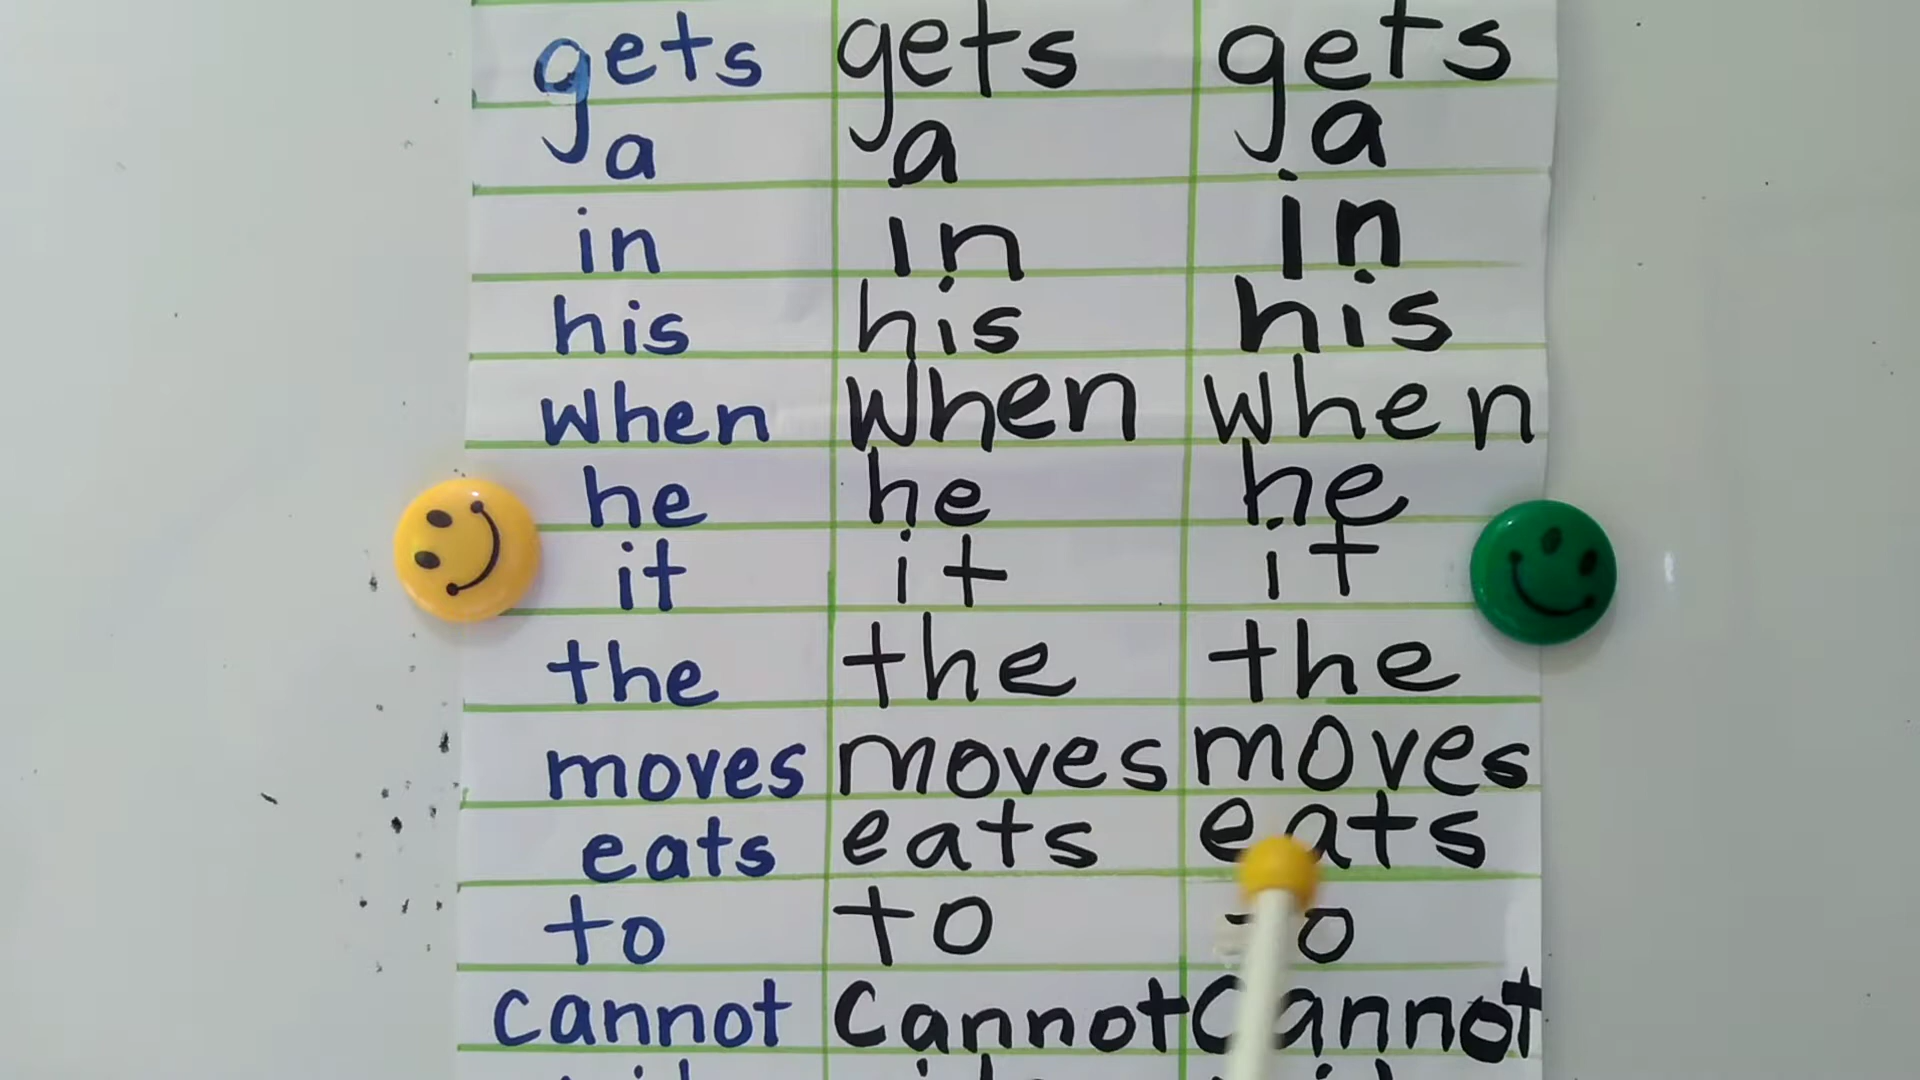 gets gets gets
a a a
in in in
his his his
when when when
he he he
it it it
the the the
moves moves moves
eats eats eats
to to to
cannot cannot cannot